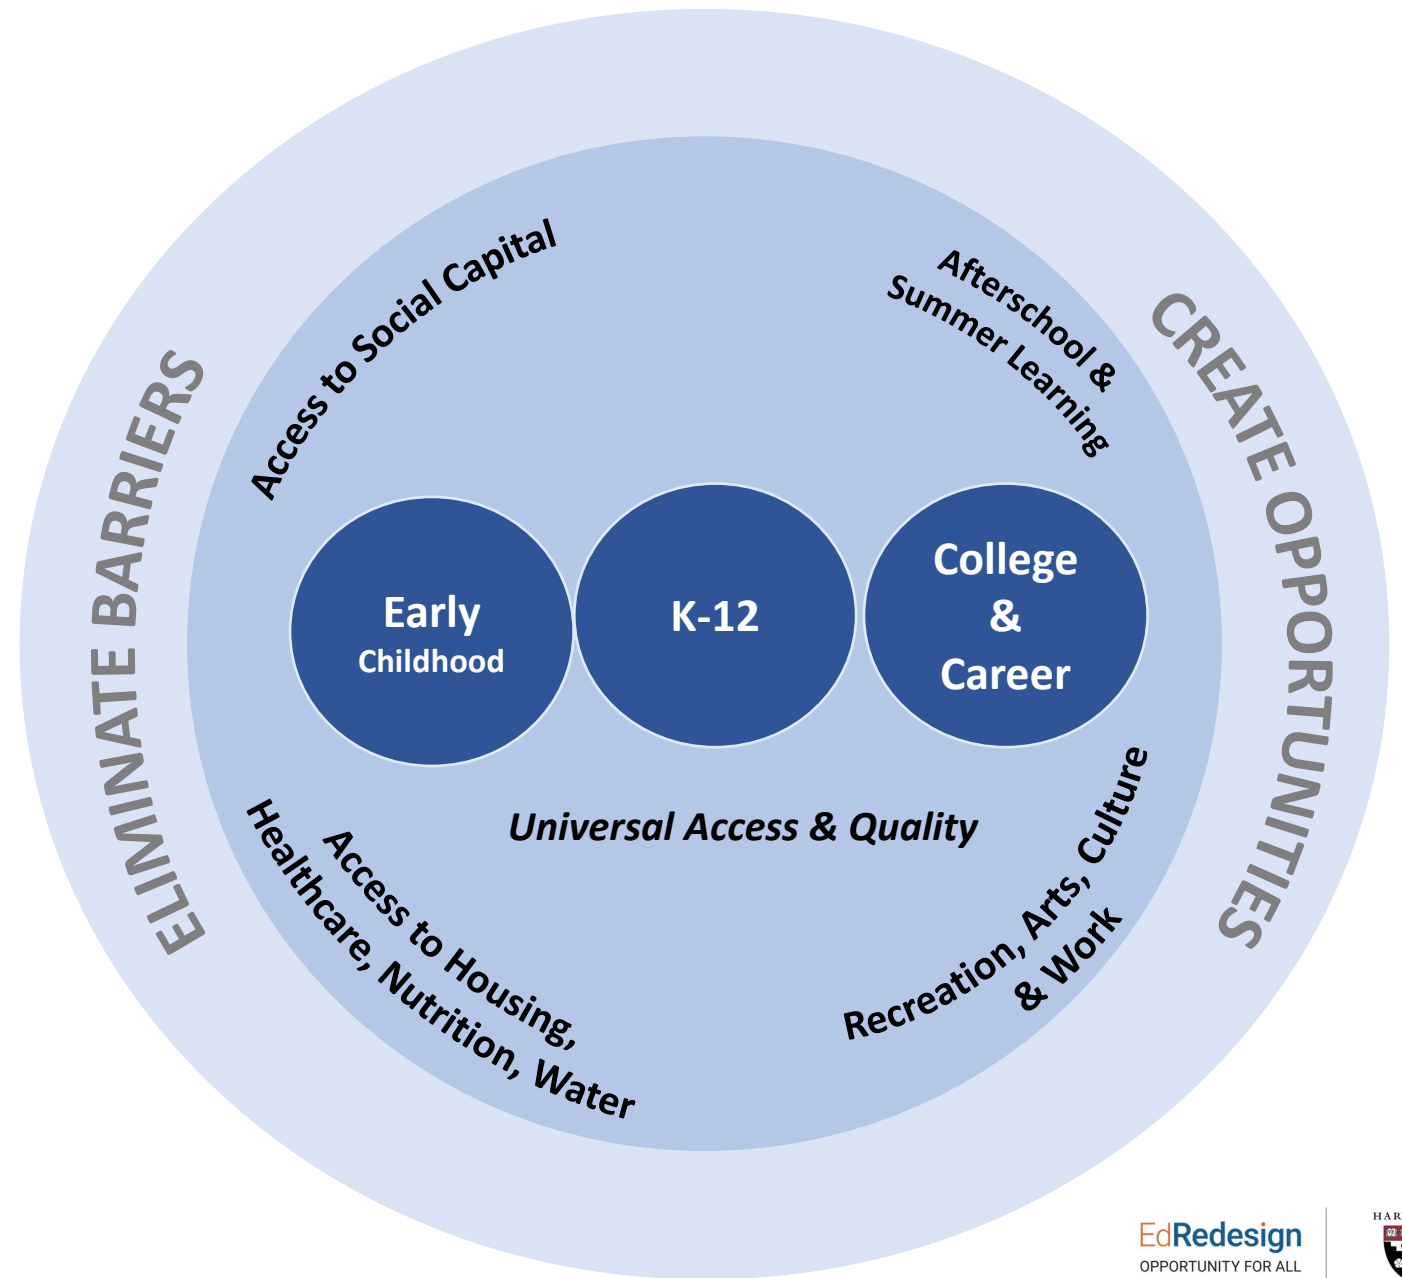 Access to Social Capital
Afterschool &
Summer Learning
ELIMINATE BARRIERS
CREATE OPPORTUNITIES
Early
Childhood
K-12
College
&
Career
Universal Access & Quality
Access to Housing,
Healthcare, Nutrition, Water
Recreation, Arts, Culture
& Work
EdRedesign
OPPORTUNITY FOR ALL